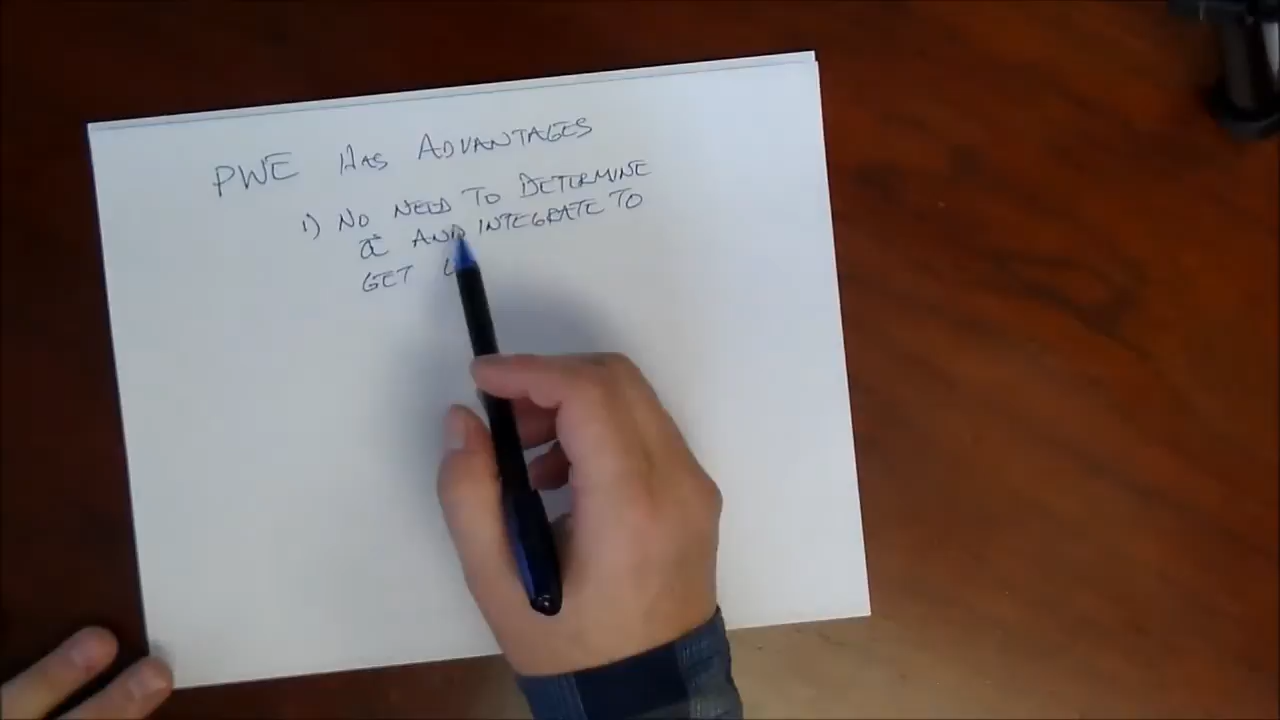 PWE HAS ADVANTAGES
1) NO NEED TO DETERMINE
a⃗ AND INTEGRATE TO
GET